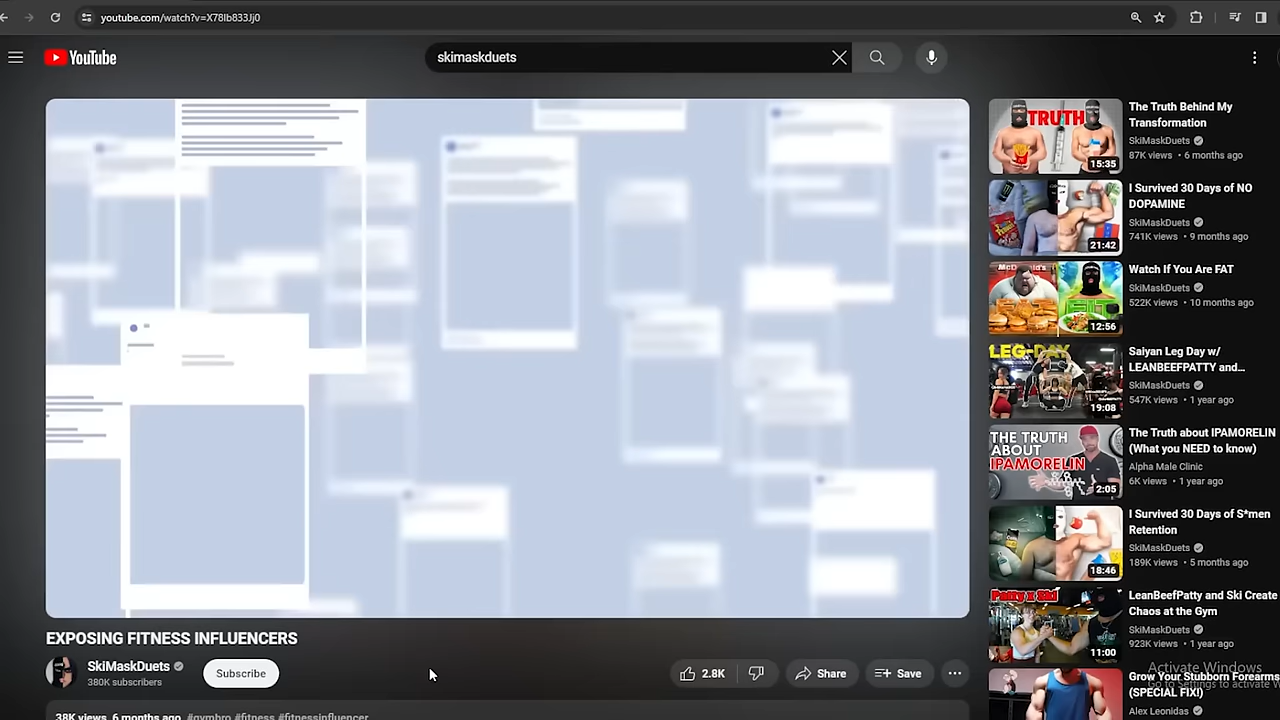 youtube.com/watch?v=X78Ib833Jj0
YouTube
skimaskduets
TRUTH
15:35
The Truth Behind My
Transformation
SkiMaskDuets
87K views • 6 months ago
21:42
I Survived 30 Days of NO
DOPAMINE
SkiMaskDuets
741K views • 9 months ago
12:56
Watch If You Are FAT
SkiMaskDuets
522K views • 10 months ago
LEG-DAY
19:08
Saiyan Leg Day w/
LEANBEEFPATTY and...
SkiMaskDuets
547K views • 1 year ago
THE TRUTH
ABOUT
IPAMORELIN
2:05
The Truth about IPAMORELIN
(What you NEED to know)
Alpha Male Clinic
6K views • 1 year ago
18:46
I Survived 30 Days of S*men
Retention
SkiMaskDuets
189K views • 5 months ago
Patty x Ski
11:00
LeanBeefPatty and Ski Create
Chaos at the Gym
SkiMaskDuets
923K views • 1 year ago
Grow Your Stubborn Forearms
(SPECIAL FIX!)
Alex Leonidas
Activate Windows
Go to Settings to activate W
EXPOSING FITNESS INFLUENCERS
SkiMaskDuets
380K subscribers
Subscribe
2.8K
Share
Save
38K views 6 months ago #gymbro #fitness #fitnessinfluencer